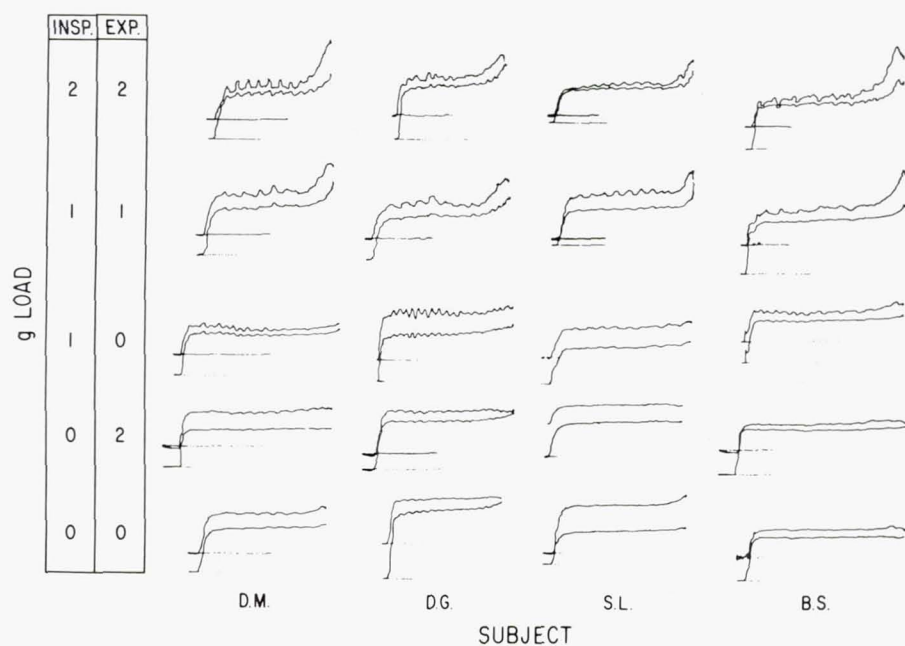 INSP. EXP.
2 2
1 1
1 0
0 2
0 0
g LOAD
D.M. D.G. S.L. B.S.
SUBJECT